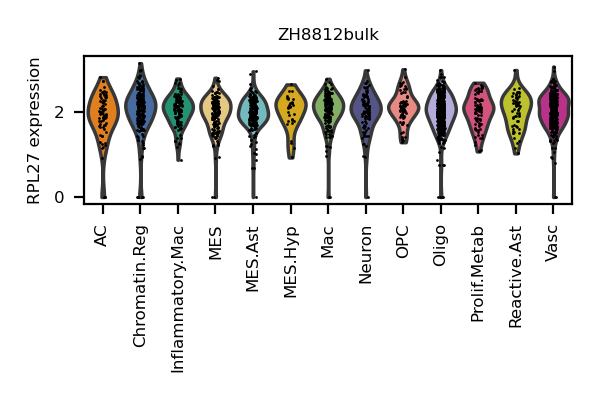 ZH8812bulk
RPL27 expression
2
0
AC
Chromatin.Reg
Inflammatory.Mac
MES
MES.Ast
MES.Hyp
Mac
Neuron
OPC
Oligo
Prolif.Metab
Reactive.Ast
Vasc